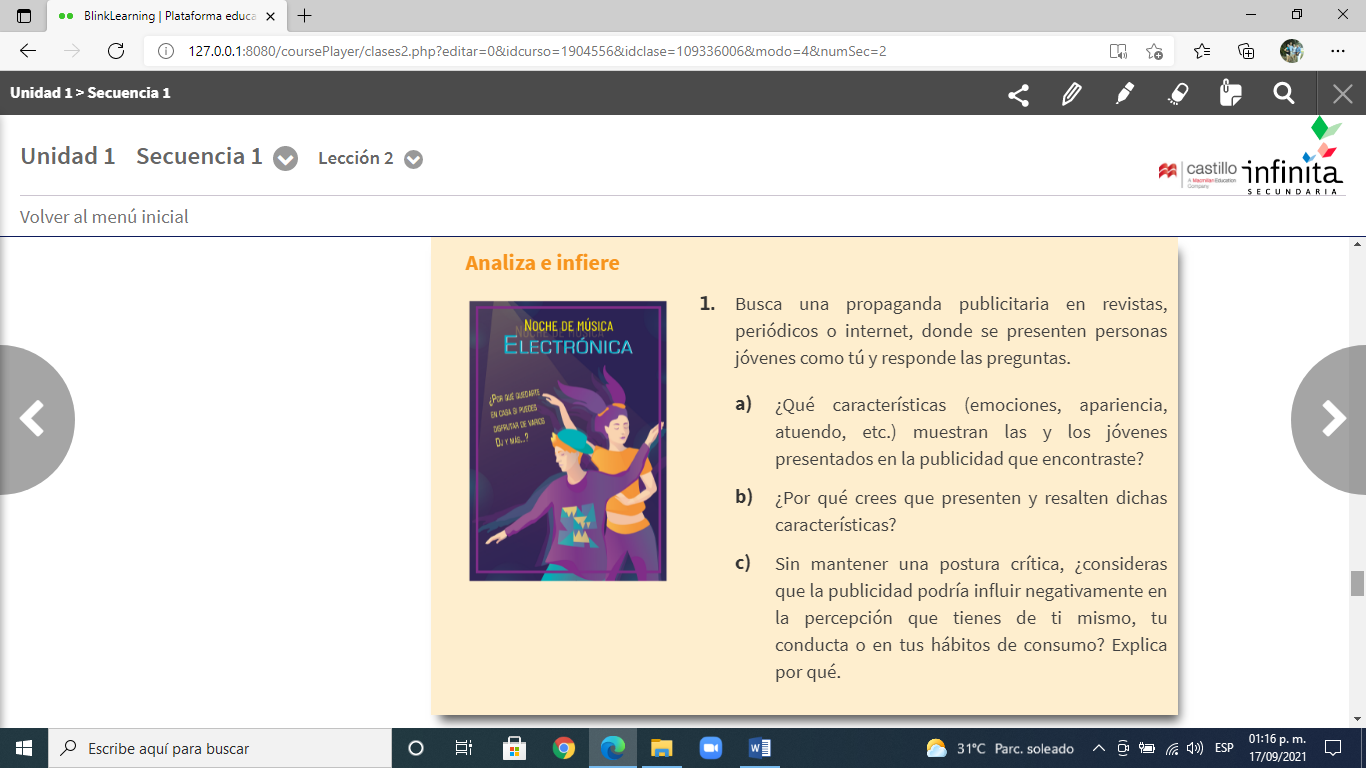 BlinkLearning | Plataforma educa
127.0.0.1:8080/coursePlayer/clases2.php?editar=0&idcurso=1904556&idclase=109336006&modo=4&numSec=2
Unidad 1 > Secuencia 1
Unidad 1 Secuencia 1 Lección 2
castillo
A Macmillan Education
Company
infinita
SECUNDARIA
Volver al menú inicial
Analiza e infiere
NOCHE DE MÚSICA
ELECTRÓNICA
¿POR QUÉ QUEDARTE
EN CASA SI PUEDES
DISFRUTAR DE VARIOS
DJ Y MÁS...?
1. Busca una propaganda publicitaria en revistas,
periódicos o internet, donde se presenten personas
jóvenes como tú y responde las preguntas.
a) ¿Qué características (emociones, apariencia,
atuendo, etc.) muestran las y los jóvenes
presentados en la publicidad que encontraste?
b) ¿Por qué crees que presenten y resalten dichas
características?
c) Sin mantener una postura crítica, ¿consideras
que la publicidad podría influir negativamente en
la percepción que tienes de ti mismo, tu
conducta o en tus hábitos de consumo? Explica
por qué.
Escribe aquí para buscar
31°C Parc. soleado
ESP
01:16 p. m.
17/09/2021